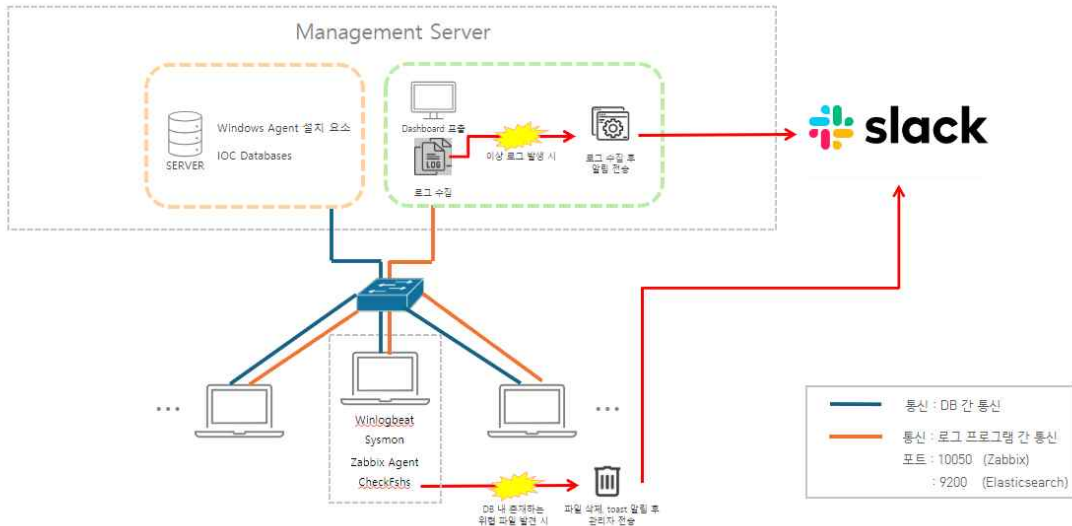 Management Server
SERVER
Windows Agent 설치 요소
IOC Databases
Dashboard 표출
LOG
로그 수집
이상 로그 발생 시
로그 수집 후
알림 전송
slack
...
...
Winlogbeat
Sysmon
Zabbix Agent
CheckFshs
DB 내 존재하는
위협 파일 발견 시
파일 삭제, toast 알림 후
관리자 전송
통신 : DB 간 통신
통신 : 로그 프로그램 간 통신
포트 : 10050 (Zabbix)
: 9200 (Elasticsearch)